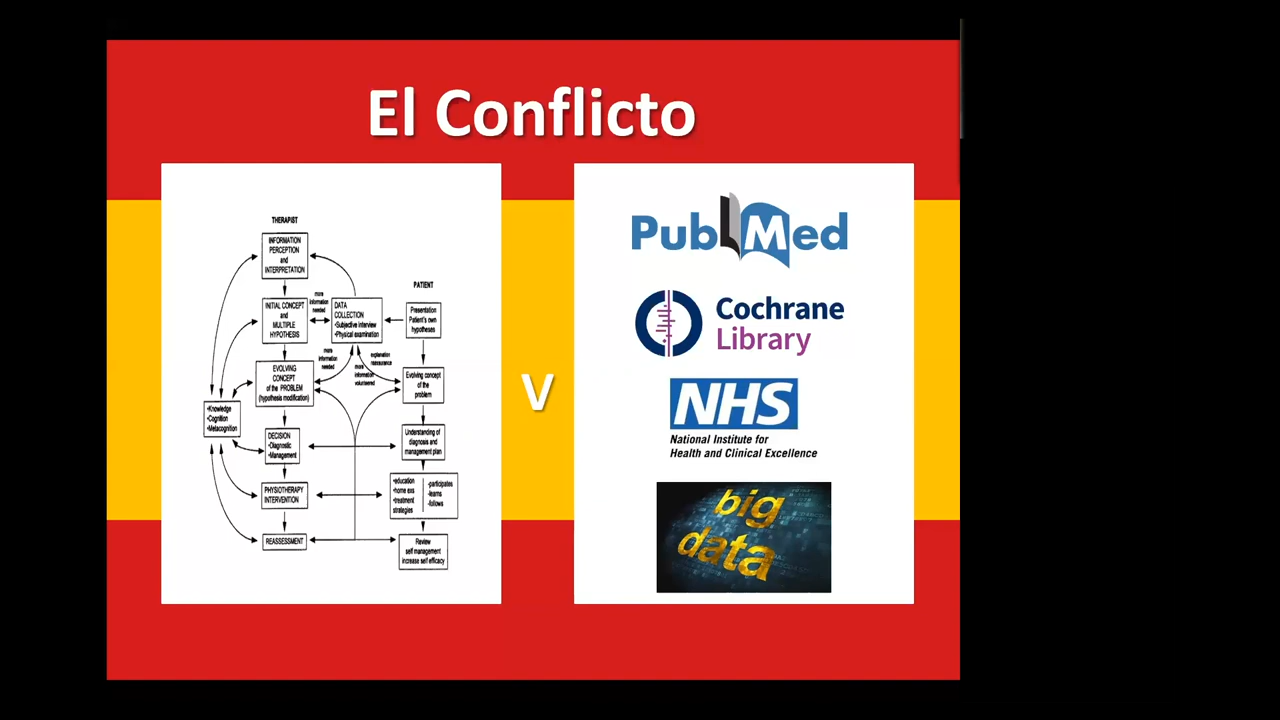 El Conflicto
THERAPIST
INFORMATION
PERCEPTION
and
INTERPRETATION
INITIAL CONCEPT
and
MULTIPLE
HYPOTHESIS
more
information
needed
DATA
COLLECTION
•Subjective interview
•Physical examination
PATIENT
Presentation
Patient's own
hypotheses
EVOLVING
CONCEPT
of the PROBLEM
(hypothesis modification)
more
information
needed
more
information
volunteered
explanation
reassurance
Evolving concept
of the
problem
•Knowledge
•Cognition
•Metacognition
DECISION
•Diagnostic
•Management
Understanding of
diagnosis and
management plan
PHYSIOTHERAPY
INTERVENTION
•education
•home exs
•treatment
strategies
•participates
•learns
•follows
REASSESSMENT
Review
self management
increase self efficacy
V
PubMed
Cochrane
Library
NHS
National Institute for
Health and Clinical Excellence
big
data